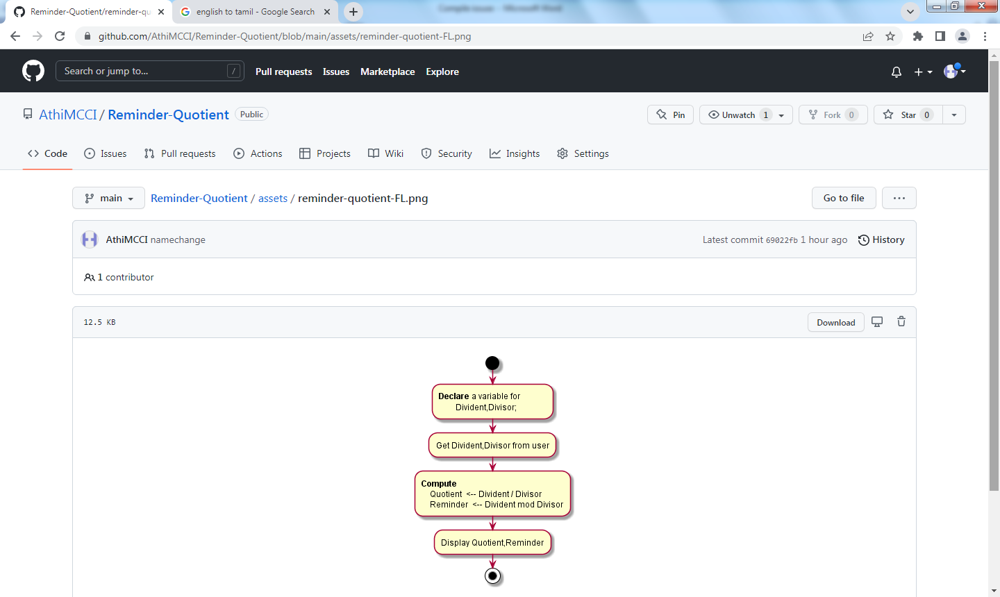 Compile issuer - Microsoft Word
Reminder-Quotient/reminder-qu
english to tamil - Google Search
github.com/AthiMCCI/Reminder-Quotient/blob/main/assets/reminder-quotient-FL.png
Search or jump to... /
Pull requests Issues Marketplace Explore
AthiMCCI / Reminder-Quotient Public
Pin Unwatch 1 Fork 0 Star 0
Code Issues Pull requests Actions Projects Wiki Security Insights Settings
main Reminder-Quotient / assets / reminder-quotient-FL.png Go to file
AthiMCCI namechange Latest commit 69022fb 1 hour ago History
1 contributor
12.5 KB Download
Declare a variable for
Divident,Divisor;
Get Divident,Divisor from user
Compute
Quotient <-- Divident / Divisor
Reminder <-- Divident mod Divisor
Display Quotient,Reminder